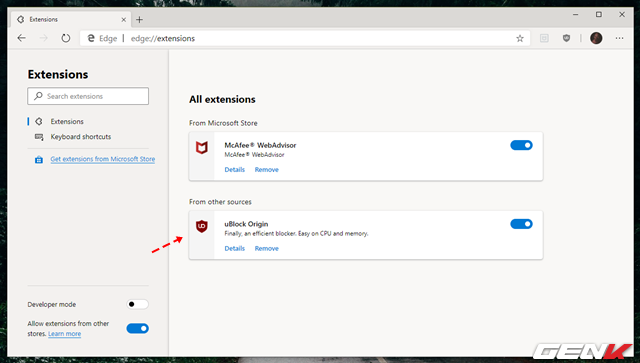 Extensions
Edge
edge://extensions
Extensions
Search extensions
Extensions
Keyboard shortcuts
Get extensions from Microsoft Store
Developer mode
Allow extensions from other
stores. Learn more
All extensions
From Microsoft Store
McAfee® WebAdvisor
McAfee® WebAdvisor
Details Remove
From other sources
uBlock Origin
Finally, an efficient blocker. Easy on CPU and memory.
Details Remove
GENK